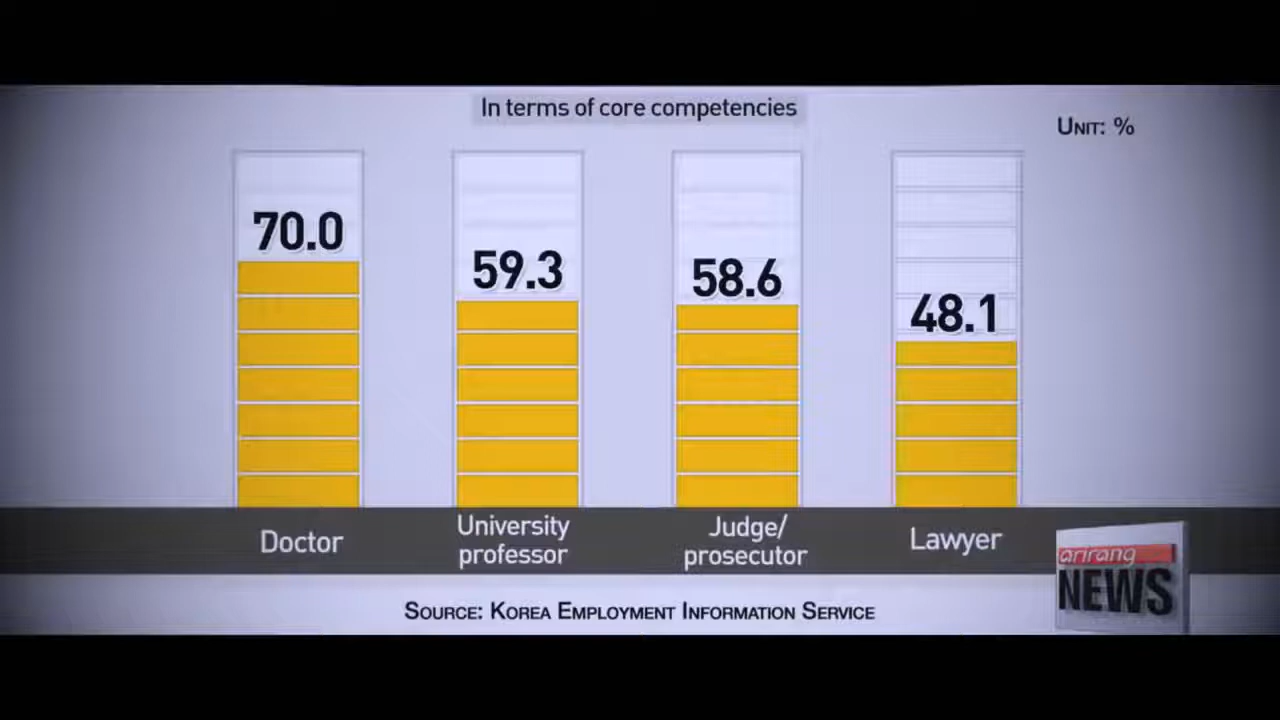 In terms of core competencies
UNIT: %
70.0
59.3
58.6
48.1
Doctor
University
professor
Judge/
prosecutor
Lawyer
arirang
NEWS
SOURCE: KOREA EMPLOYMENT INFORMATION SERVICE